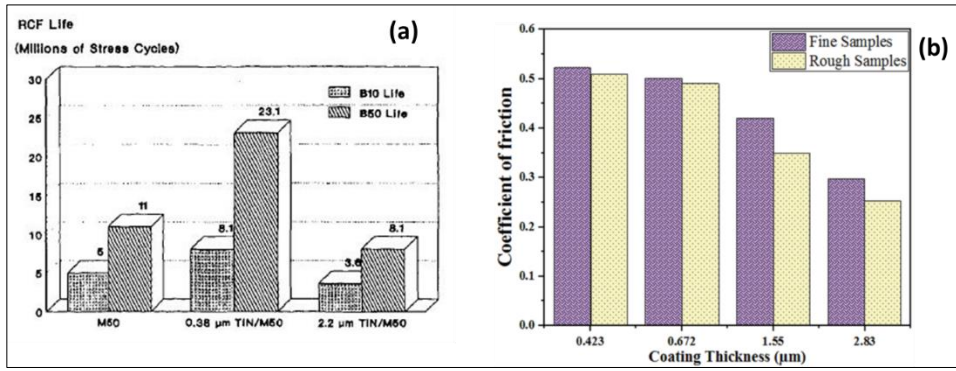 RCF Life
(Millions of Stress Cycles)
(a)
B10 Life
B50 Life
30
25
20
15
10
5
0
5
11
8.1
23.1
3.6
8.1
M50
0.38 μm TiN/M50
2.2 μm TiN/M50
(b)
Fine Samples
Rough Samples
Coefficient of friction
0.6
0.5
0.4
0.3
0.2
0.1
0.0
0.423
0.672
1.55
2.83
Coating Thickness (μm)